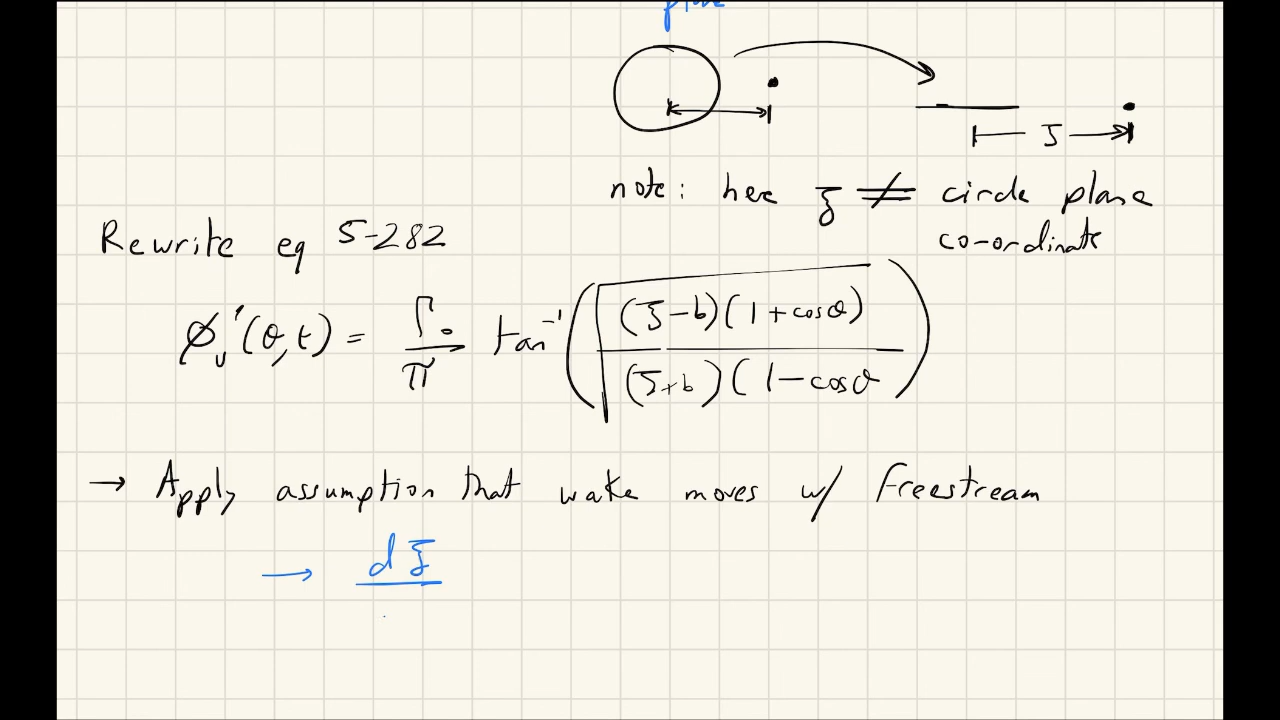 plane
ξ
note: here ξ ≠ circle plane
co-ordinate
Rewrite eq 5-282
ϕ'ᵤ(θ,t) = Γ₀/π tan⁻¹(√((ξ-b)(1+cosθ)/(ξ+b)(1-cosθ))
→ Apply assumption that wake moves w/ freestream
→ dξ